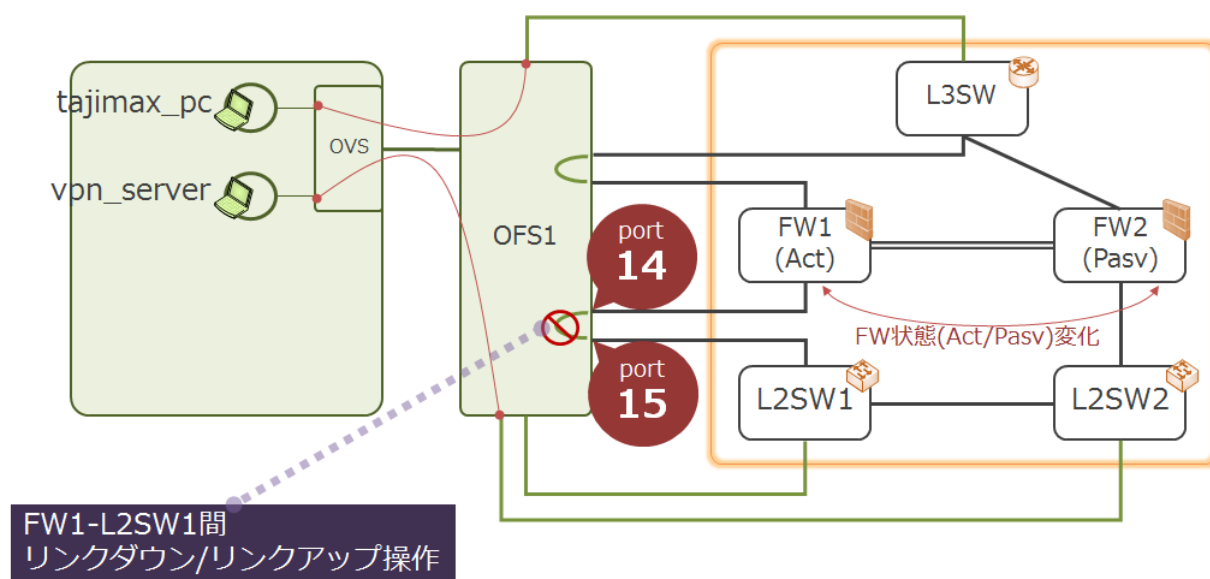 tajimax_pc
vpn_server
OVS
OFS1
port
14
port
15
L3SW
FW1
(Act)
FW2
(Pasv)
FW状態(Act/Pasv)変化
L2SW1
L2SW2
FW1-L2SW1間
リンクダウン/リンクアップ操作